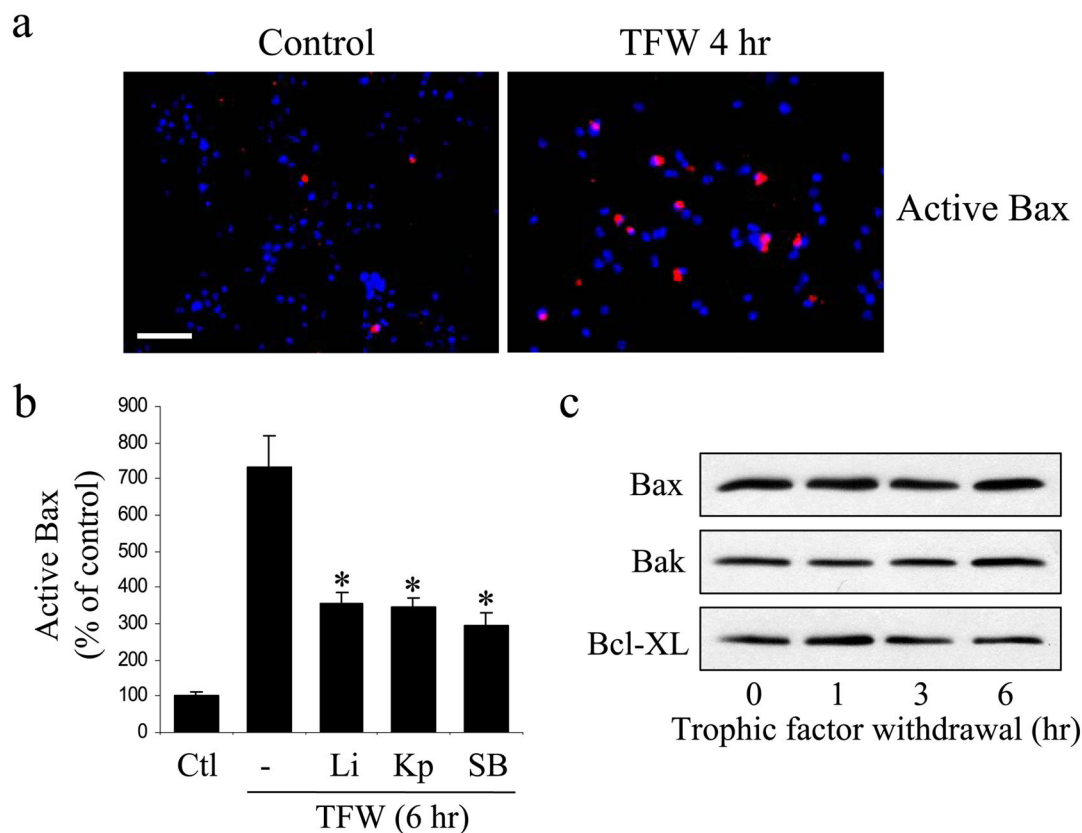 a
Control
TFW 4 hr
Active Bax
b
Active Bax
(% of control)
900
800
700
600
500
400
300
200
100
0
*
*
*
Ctl
-
Li
Kp
SB
TFW (6 hr)
c
Bax
Bak
Bcl-XL
0 1 3 6
Trophic factor withdrawal (hr)